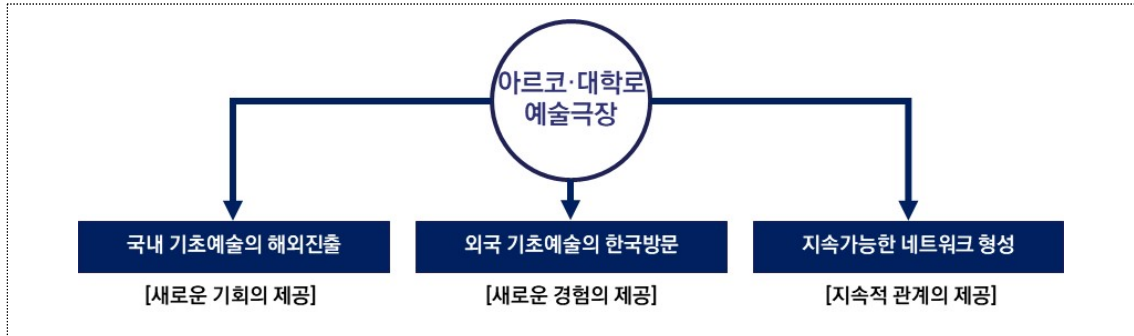 아르코·대학로
예술극장
국내 기초예술의 해외진출
외국 기초예술의 한국방문
지속가능한 네트워크 형성
[새로운 기회의 제공]
[새로운 경험의 제공]
[지속적 관계의 제공]